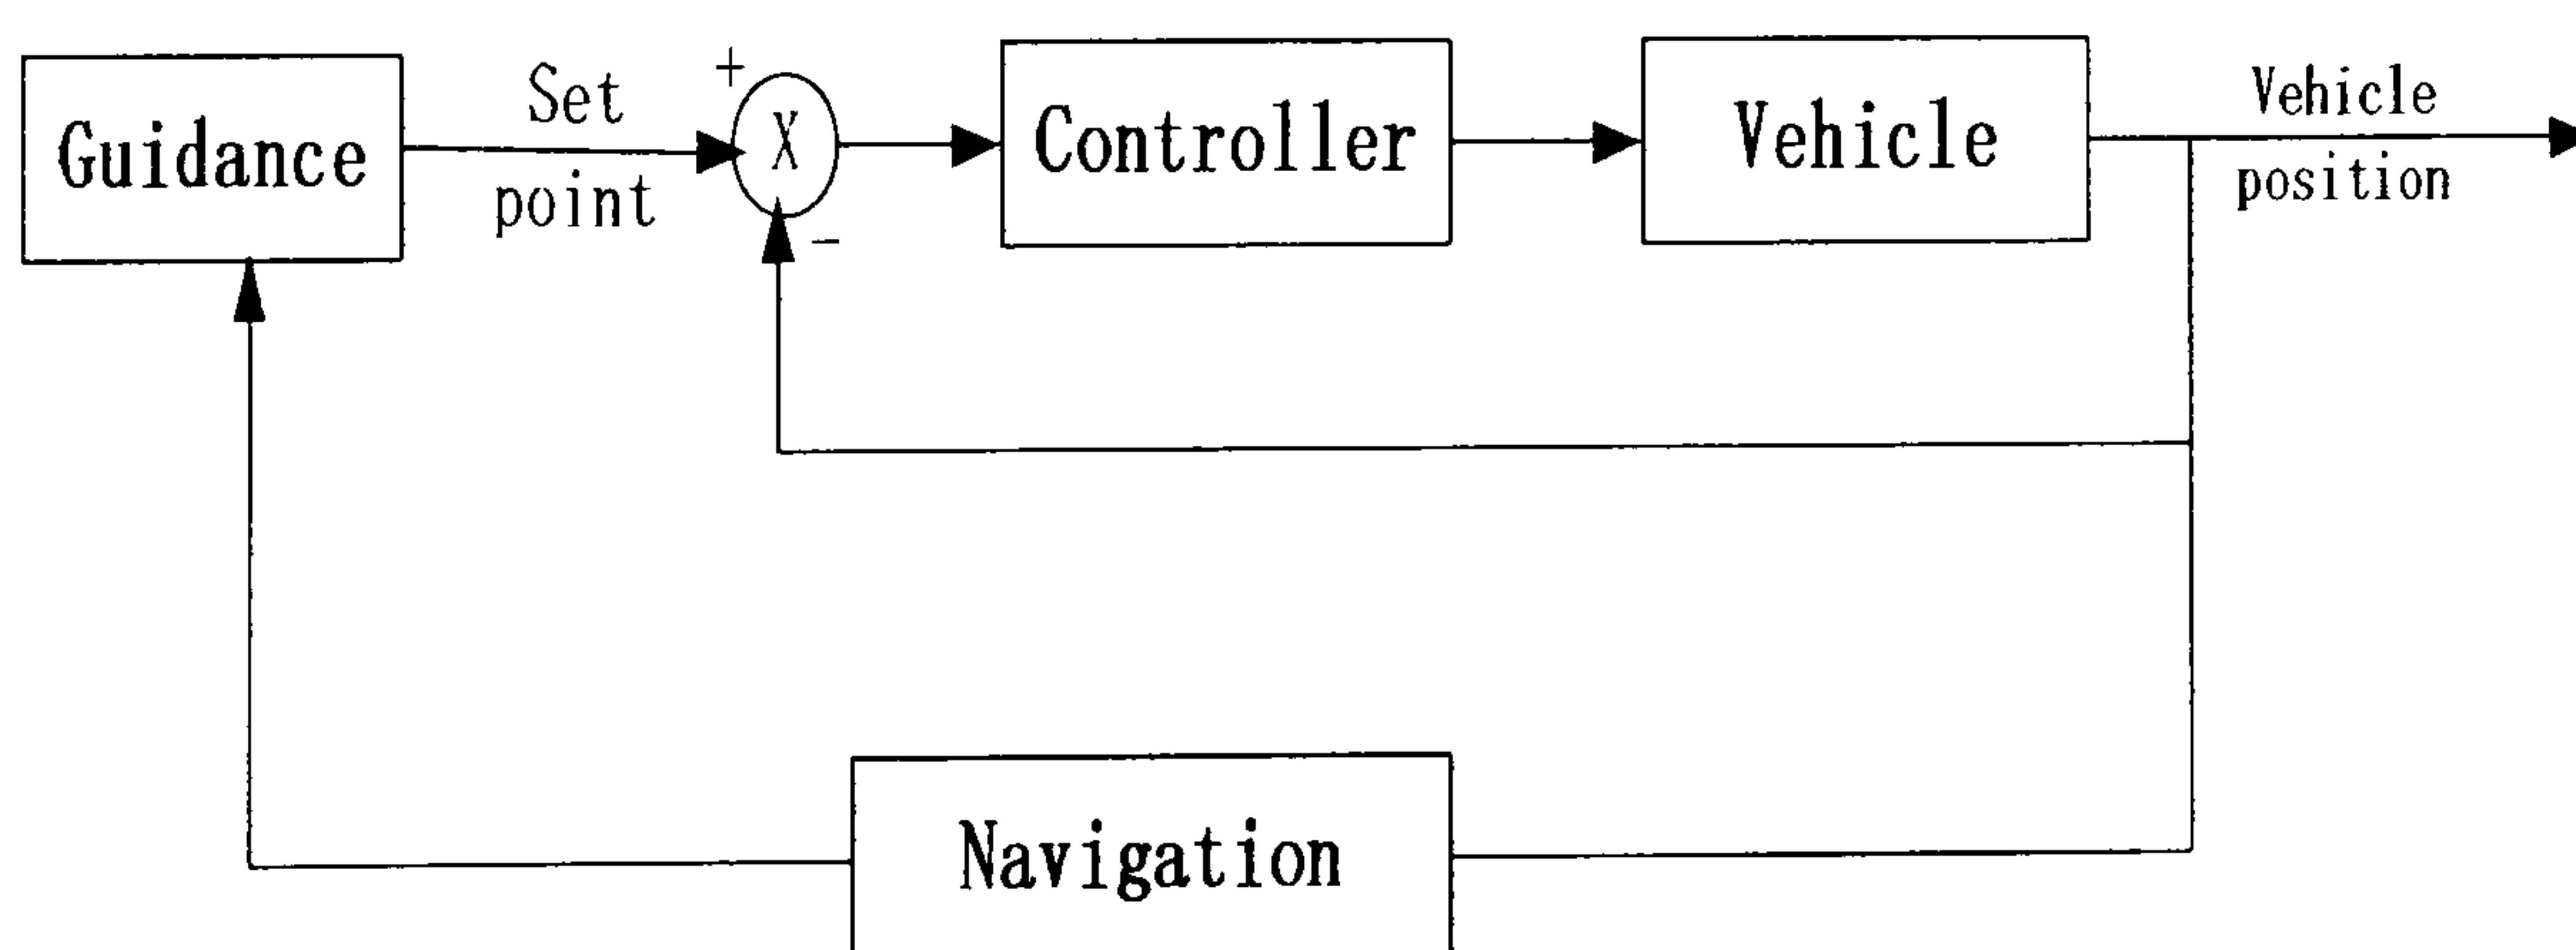 Guidance
Set
point
+
X
-
Controller
Vehicle
Vehicle
position
Navigation